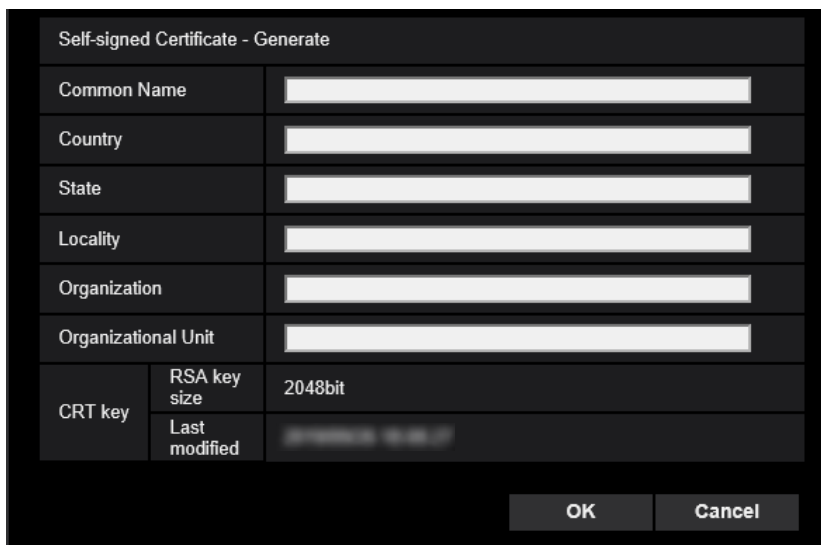 Self-signed Certificate - Generate
Common Name
Country
State
Locality
Organization
Organizational Unit
CRT key
RSA key
size
2048bit
Last
modified
OK
Cancel